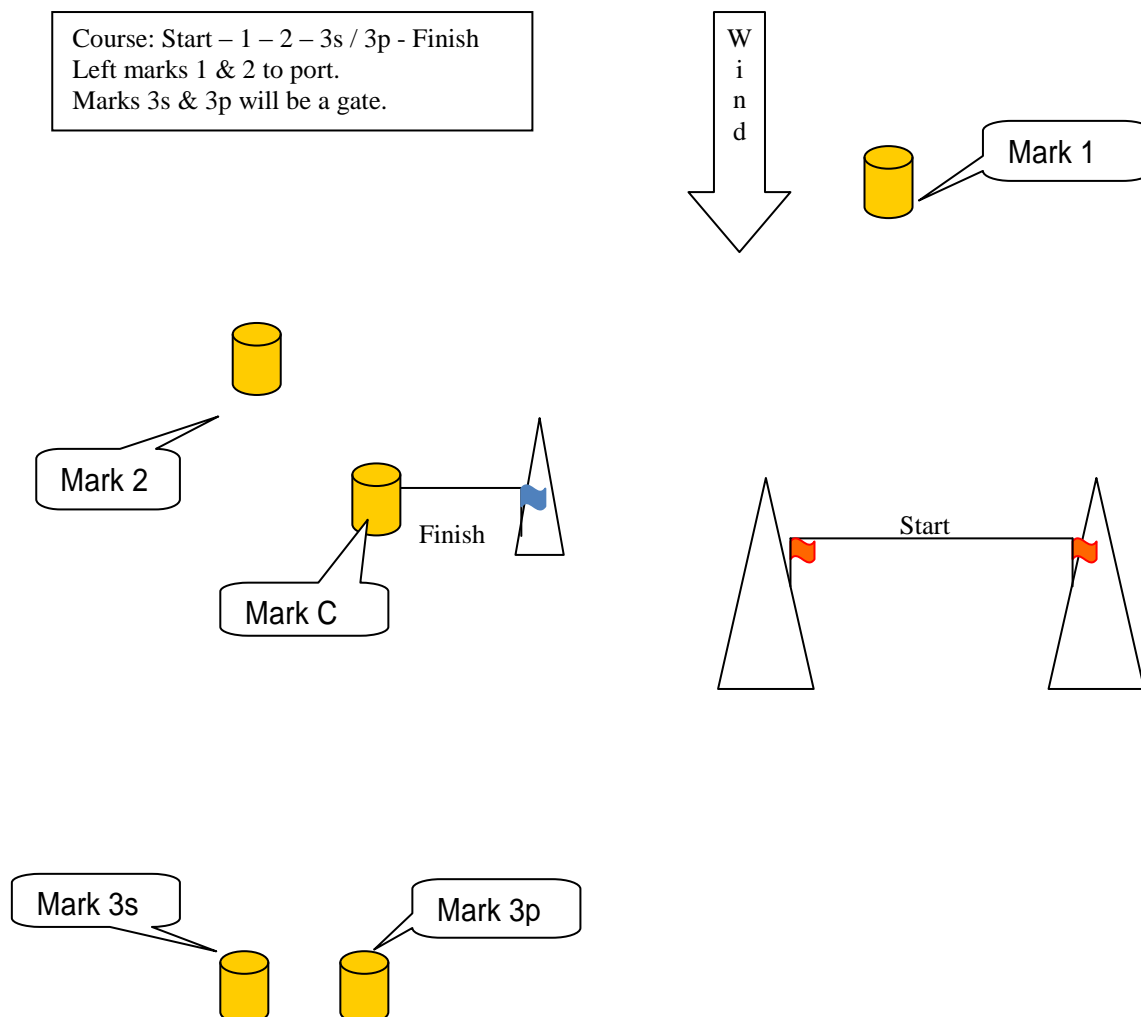 Course: Start – 1 – 2 – 3s / 3p - Finish
Left marks 1 & 2 to port.
Marks 3s & 3p will be a gate.
Wind
Mark 1
Mark 2
Finish
Start
Mark C
Mark 3s
Mark 3p